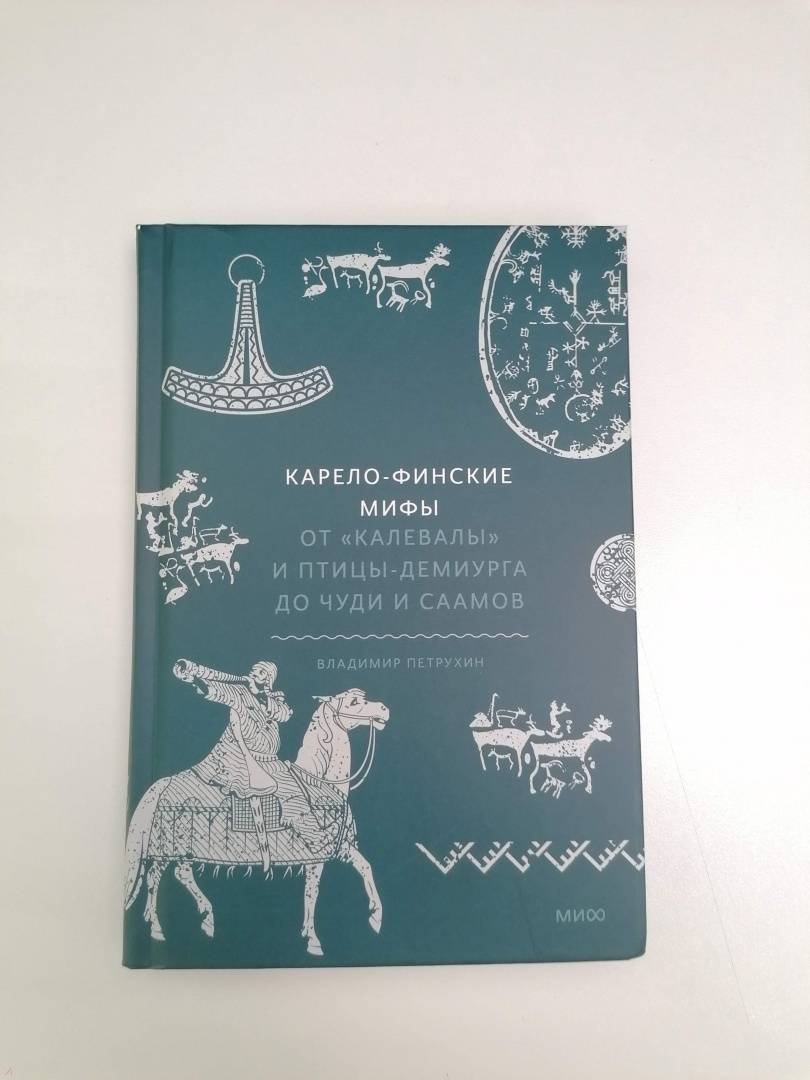 КАРЕЛО-ФИНСКИЕ
МИФЫ
ОТ «КАЛЕВАЛЫ»
И ПТИЦЫ-ДЕМИУРГА
ДО ЧУДИ И СААМОВ
ВЛАДИМИР ПЕТРУХИН
МИФ